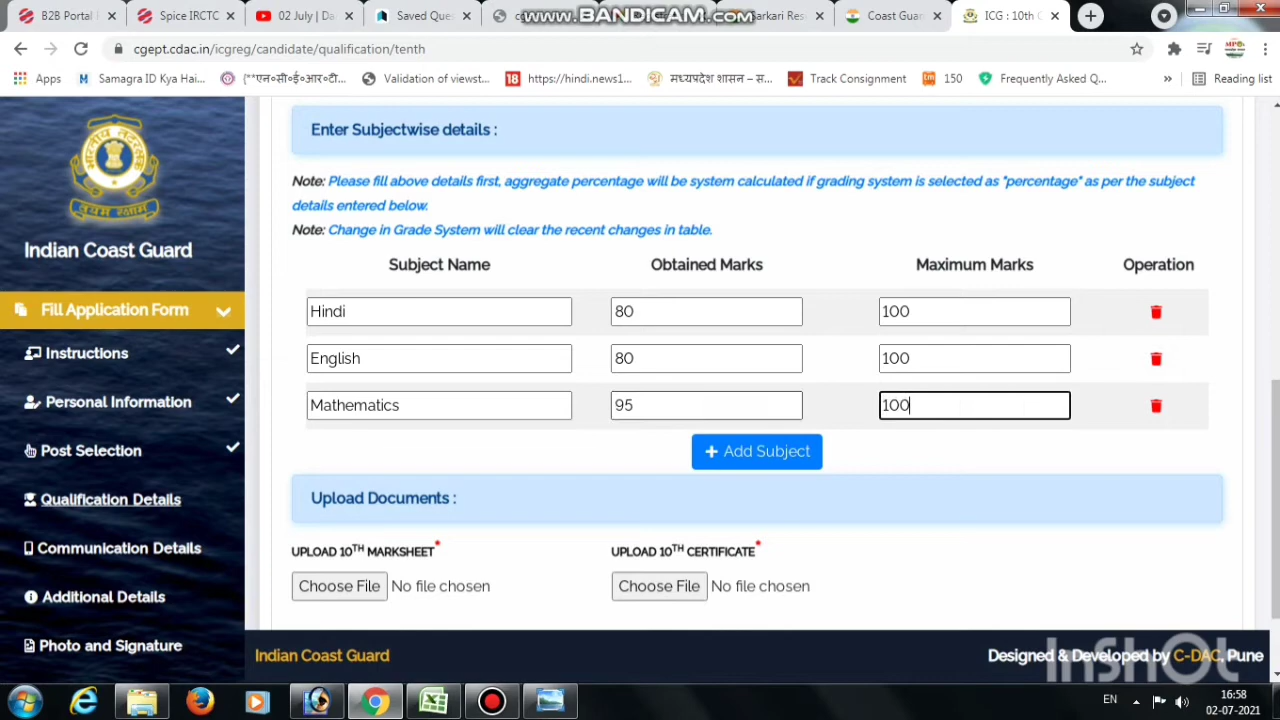 B2B Portal
Spice IRCTC
02 July | Da
Saved Que
www.BANDICAM.com
Sarkari Res
Coast Guar
ICG : 10th
cgept.cdac.in/icgreg/candidate/qualification/tenth
Apps
Samagra ID Kya Hai...
(**एन०सी०ई०आर०टी...
Validation of viewst...
https://hindi.news1...
मध्यप्रदेश शासन – स...
Track Consignment
150
Frequently Asked Q...
»
Reading list
Indian Coast Guard
Fill Application Form
Instructions
Personal Information
Post Selection
Qualification Details
Communication Details
Additional Details
Photo and Signature
Enter Subjectwise details :
Note: Please fill above details first, aggregate percentage will be system calculated if grading system is selected as "percentage" as per the subject
details entered below.
Note: Change in Grade System will clear the recent changes in table.
Subject Name Obtained Marks Maximum Marks Operation
Hindi 80 100
English 80 100
Mathematics 95 100
+ Add Subject
Upload Documents :
UPLOAD 10TH MARKSHEET* UPLOAD 10TH CERTIFICATE*
Choose File No file chosen Choose File No file chosen
Indian Coast Guard Designed & Developed by C-DAC, Pune
InShot
EN
16:58
02-07-2021